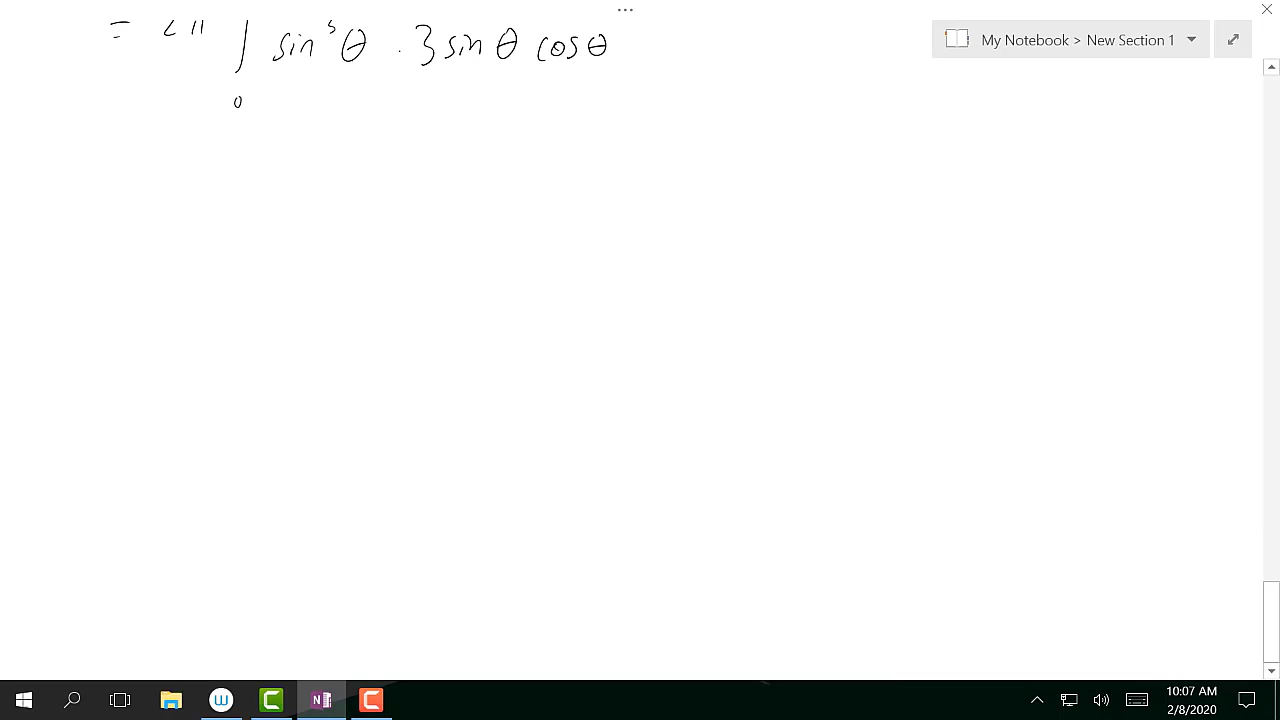 = 2π ∫ sin³θ . 3 sin θ cos θ
0
My Notebook > New Section 1
W
N
10:07 AM
2/8/2020